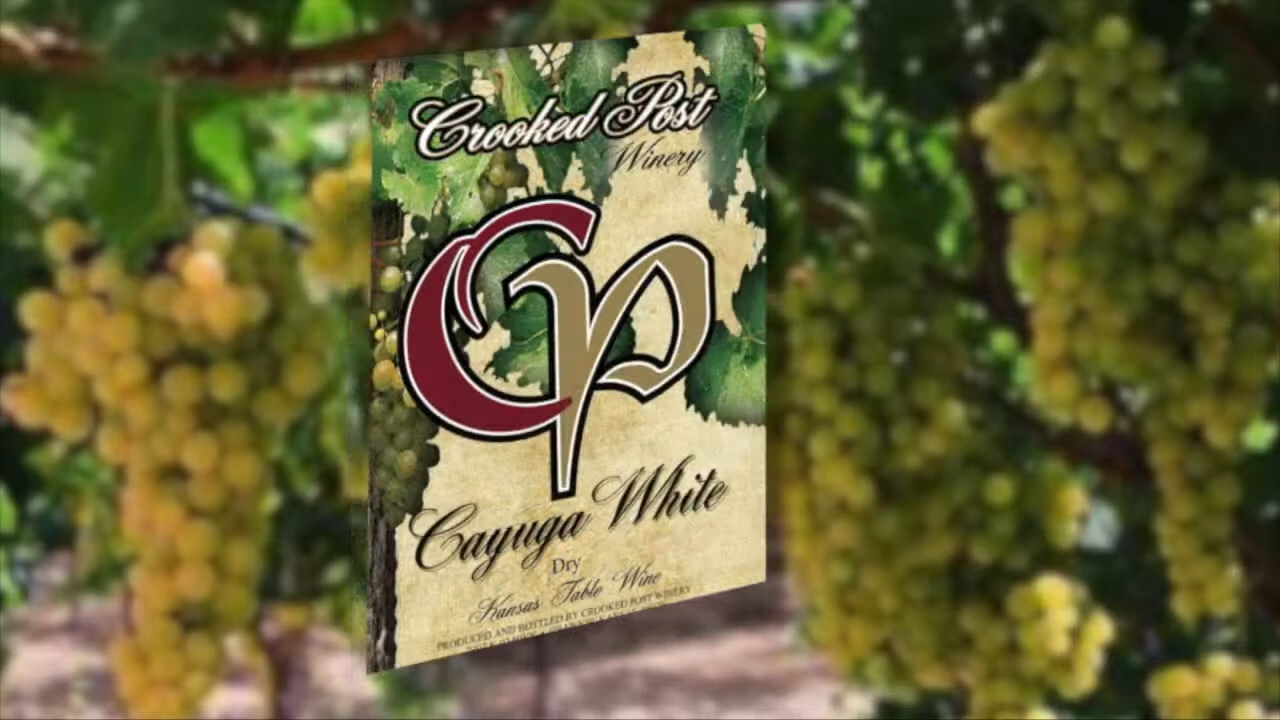 Crooked Post
Winery
CP
Cayuga White
Dry
Kansas Table Wine
PRODUCED AND BOTTLED BY CROOKED POST WINERY